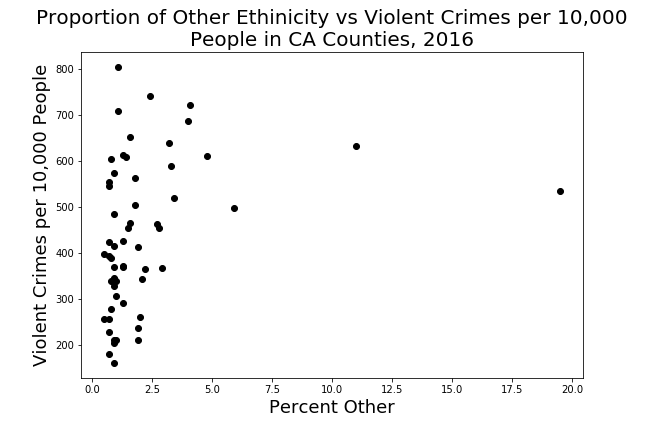 Proportion of Other Ethinicity vs Violent Crimes per 10,000
People in CA Counties, 2016
Violent Crimes per 10,000 People
800
700
600
500
400
300
200
0.0 2.5 5.0 7.5 10.0 12.5 15.0 17.5 20.0
Percent Other